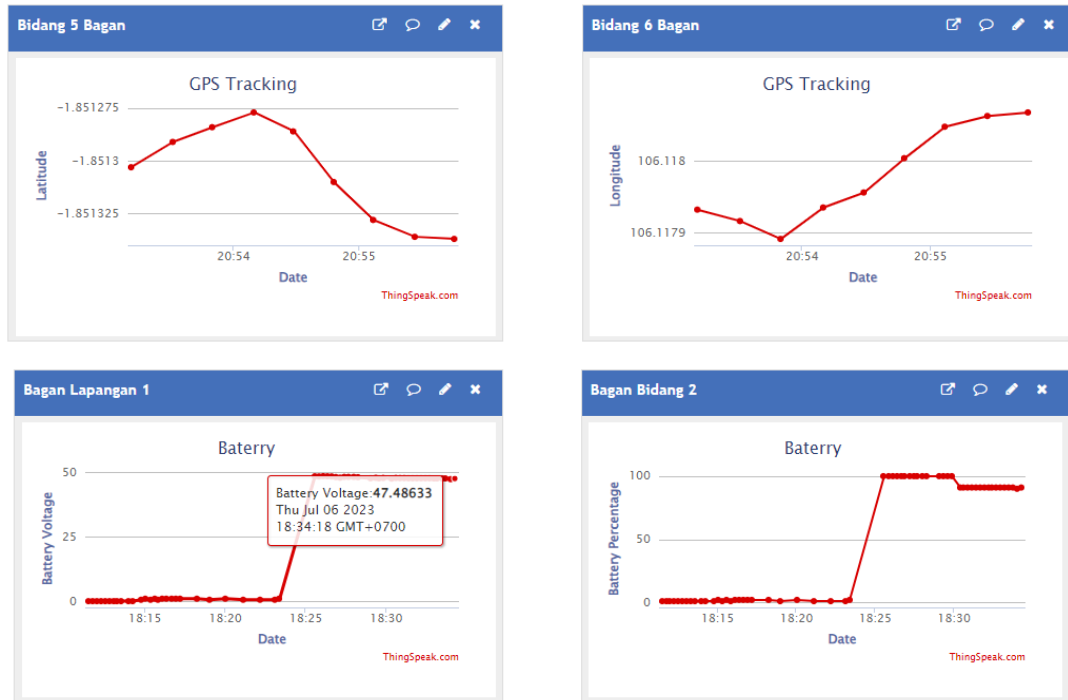 Bidang 5 Bagan
GPS Tracking
Latitude
-1.851275
-1.8513
-1.851325
20:54 20:55
Date
ThingSpeak.com
Bidang 6 Bagan
GPS Tracking
Longitude
106.118
106.1179
20:54 20:55
Date
ThingSpeak.com
Bagan Lapangan 1
Baterry
Battery Voltage
50
25
0
Battery Voltage:47.48633
Thu Jul 06 2023
18:34:18 GMT+0700
18:15 18:20 18:25 18:30
Date
ThingSpeak.com
Bagan Bidang 2
Baterry
Battery Percentage
100
50
0
18:15 18:20 18:25 18:30
Date
ThingSpeak.com